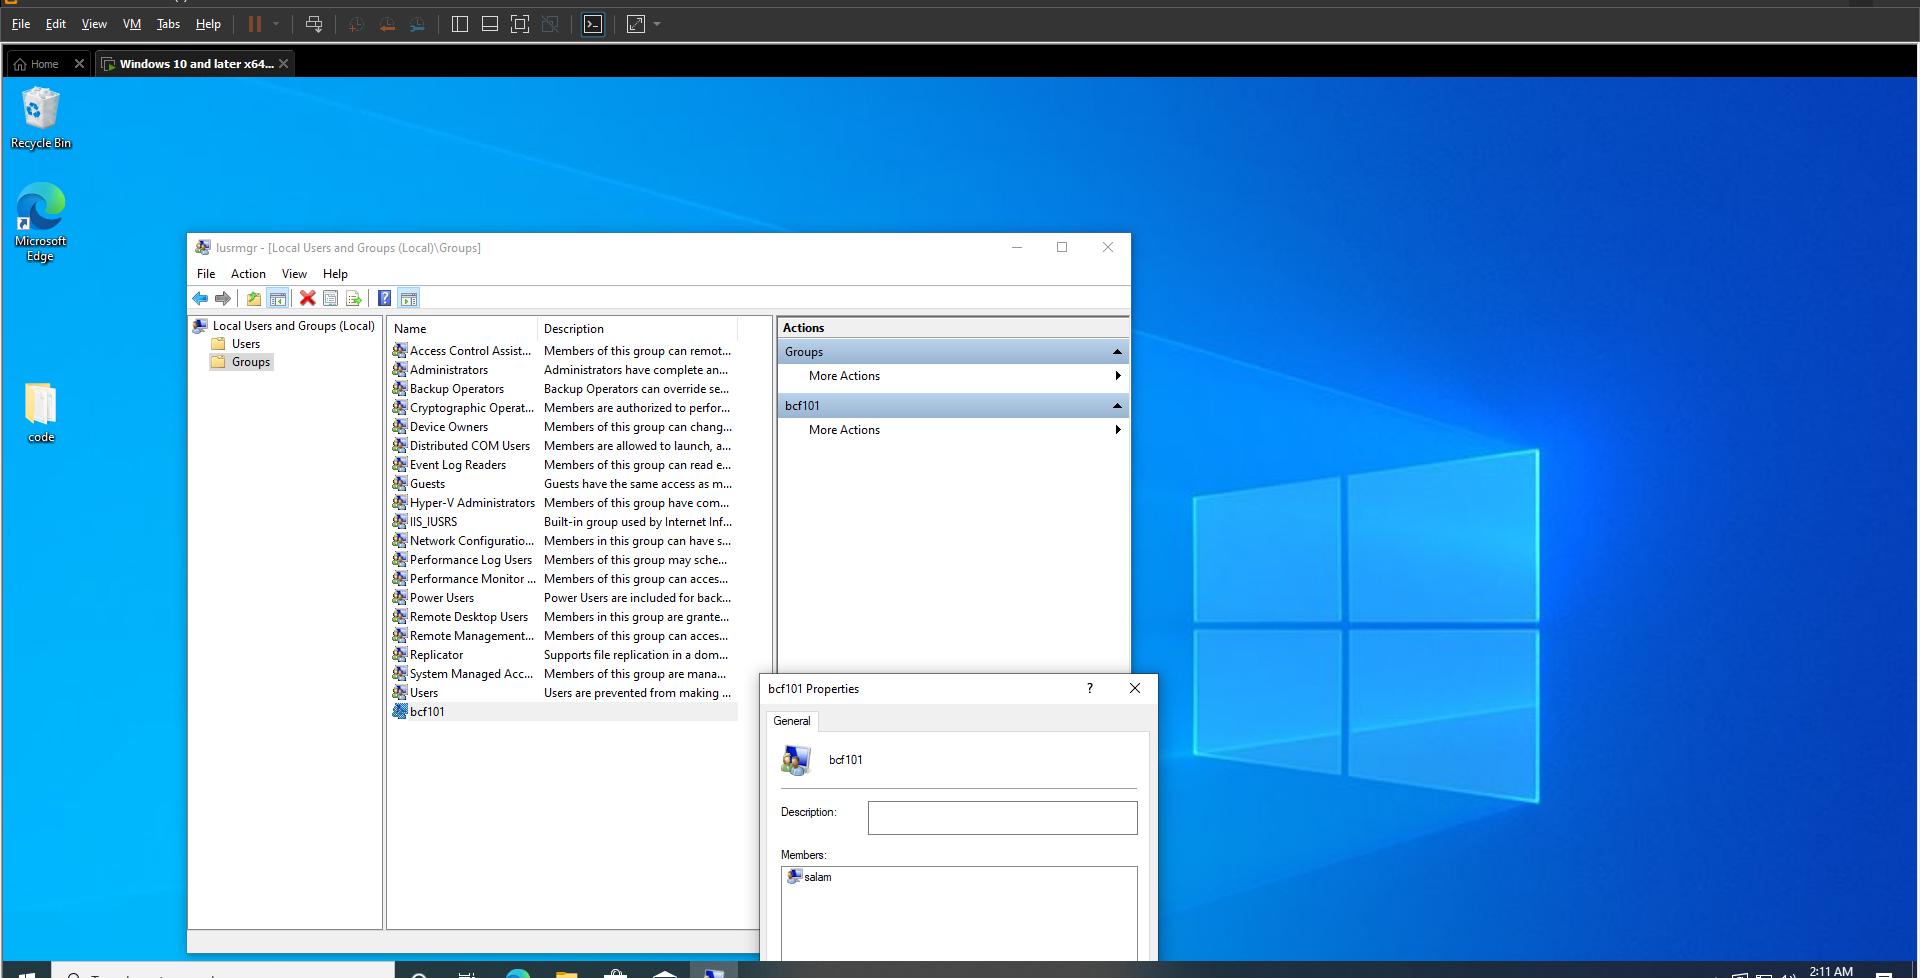 File Edit View VM Tabs Help
Home
Windows 10 and later x64...
Recycle Bin
Microsoft
Edge
code
lusrmgr - [Local Users and Groups (Local)\Groups]
File Action View Help
Local Users and Groups (Local)
Users
Groups
Name Description
Access Control Assist... Members of this group can remot...
Administrators Administrators have complete an...
Backup Operators Backup Operators can override se...
Cryptographic Operat... Members are authorized to perfor...
Device Owners Members of this group can chang...
Distributed COM Users Members are allowed to launch, a...
Event Log Readers Members of this group can read e...
Guests Guests have the same access as m...
Hyper-V Administrators Members of this group have com...
IIS_IUSRS Built-in group used by Internet Inf...
Network Configuratio... Members in this group can have s...
Performance Log Users Members of this group may sche...
Performance Monitor ... Members of this group can acces...
Power Users Power Users are included for back...
Remote Desktop Users Members in this group are grante...
Remote Management... Members of this group can acces...
Replicator Supports file replication in a dom...
System Managed Acc... Members of this group are mana...
Users Users are prevented from making ...
bcf101
Actions
Groups
More Actions
bcf101
More Actions
bcf101 Properties
?
General
bcf101
Description:
Members:
salam
2:11 AM